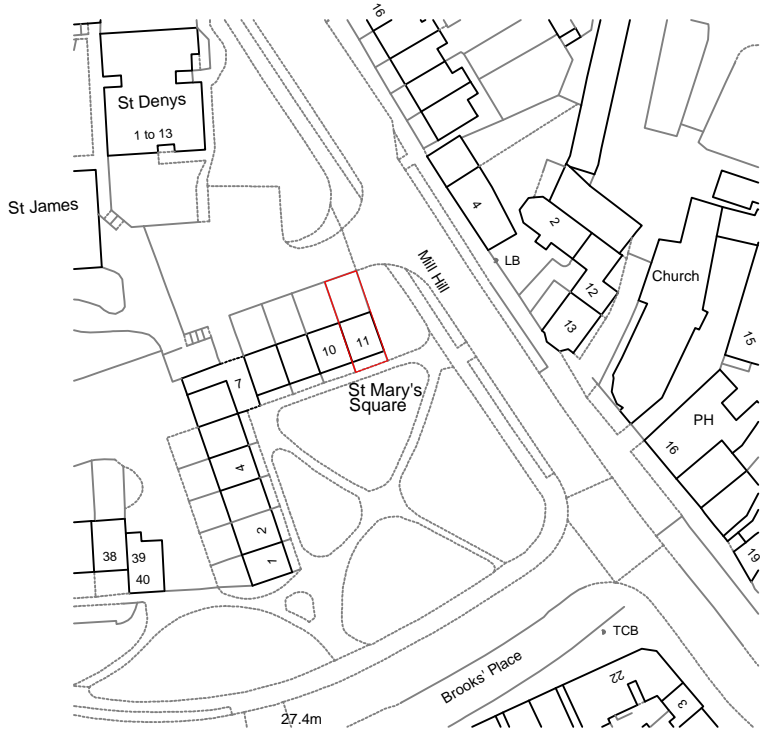 16
St Denys
1 to 13
St James
4
2
LB
Mill Hill
Church
12
13
15
10
11
7
St Mary's
Square
PH
16
4
2
1
38
39
40
19
TCB
Brooks' Place
22
3
27.4m